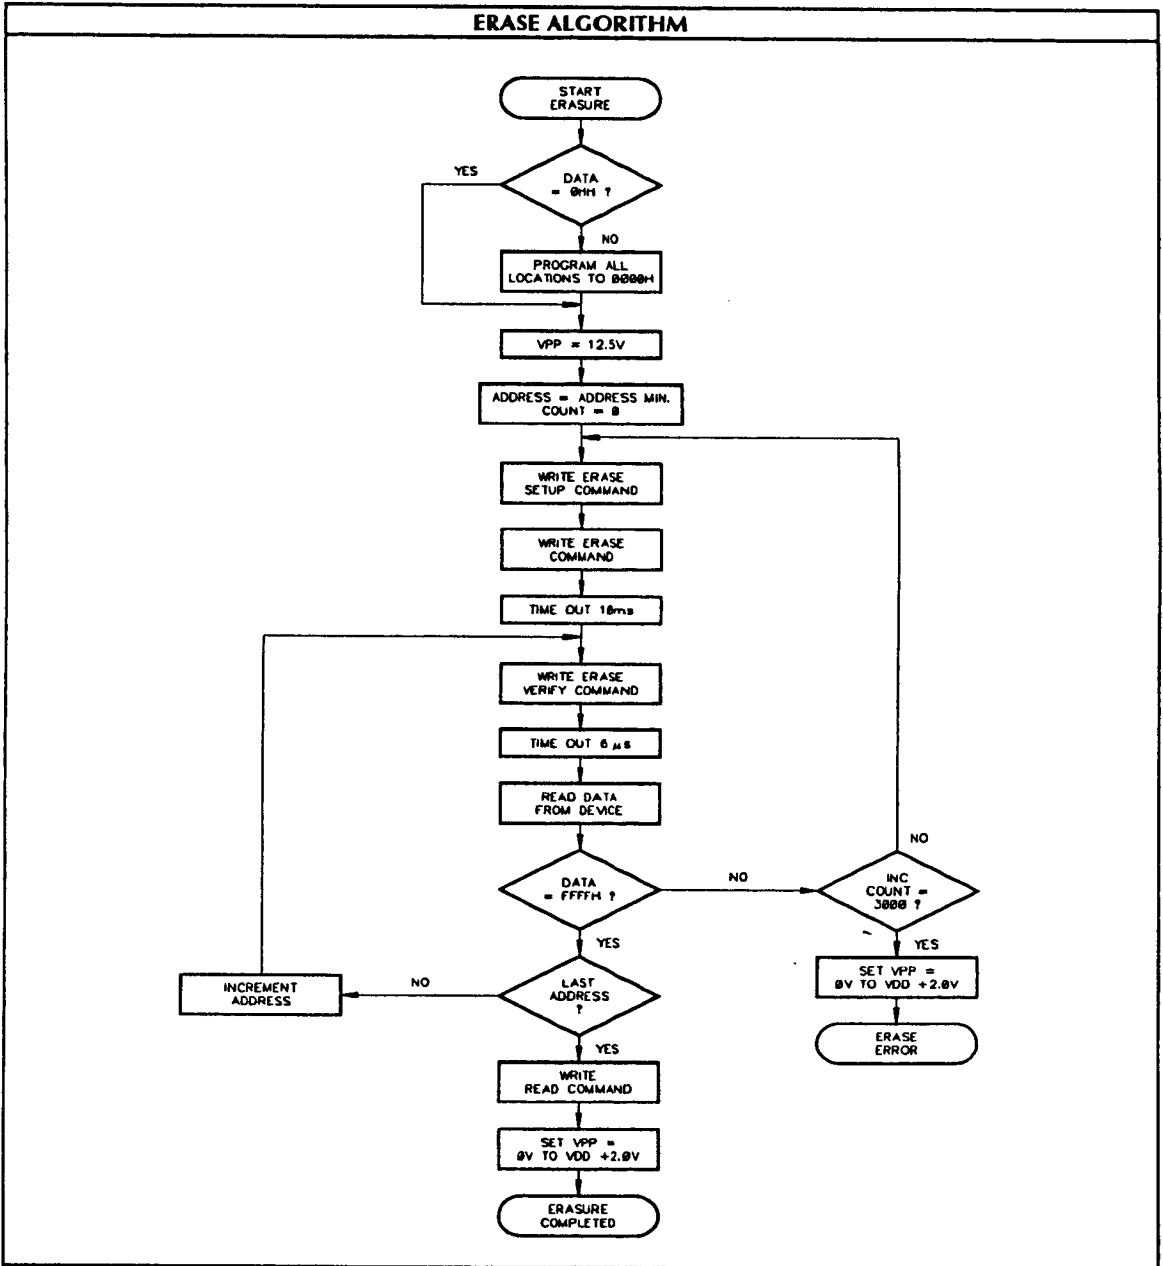 ERASE ALGORITHM
START
ERASURE
YES
DATA
= 0HH ?
NO
PROGRAM ALL
LOCATIONS TO 0000H
VPP = 12.5V
ADDRESS = ADDRESS MIN.
COUNT = 0
WRITE ERASE
SETUP COMMAND
WRITE ERASE
COMMAND
TIME OUT 10ms
WRITE ERASE
VERIFY COMMAND
TIME OUT 6 μs
READ DATA
FROM DEVICE
DATA
= FFFFH ?
NO
INC
COUNT =
3000 ?
NO
YES
SET VPP =
0V TO VDD +2.0V
ERASE
ERROR
YES
LAST
ADDRESS
?
NO
INCREMENT
ADDRESS
YES
WRITE
READ COMMAND
SET VPP =
0V TO VDD +2.0V
ERASURE
COMPLETED